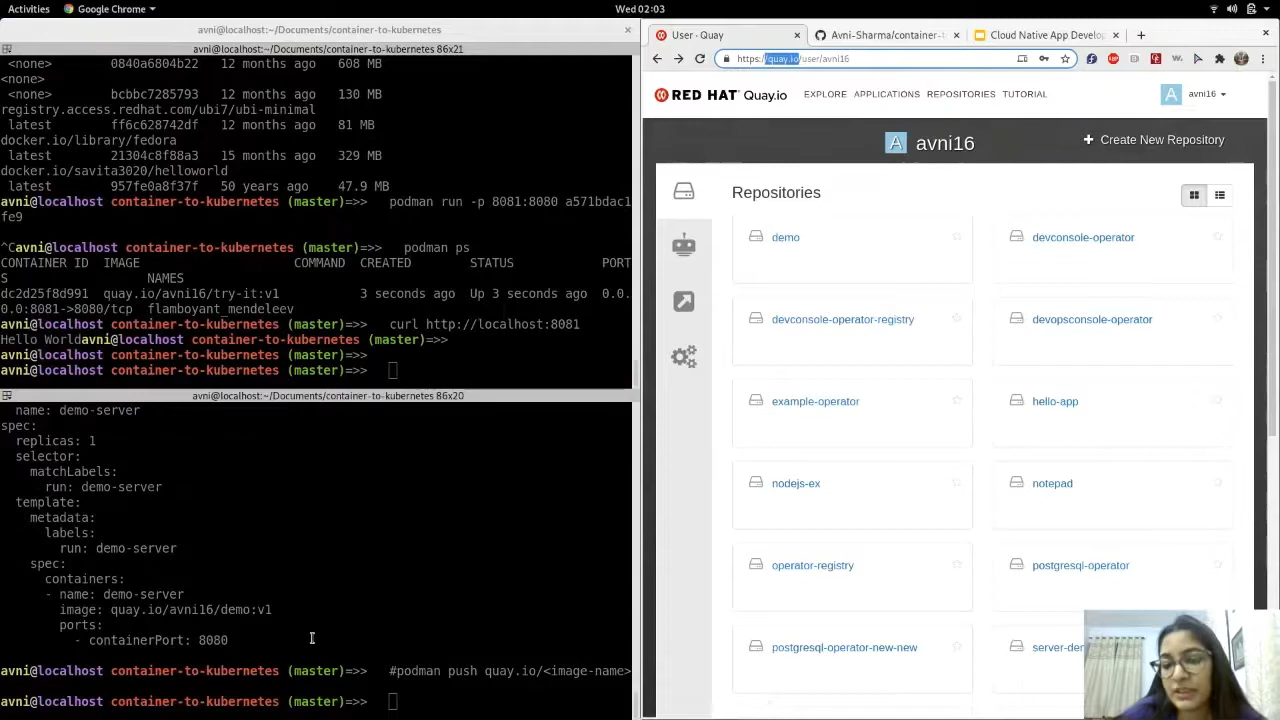 Activities
Google Chrome
Wed 02:03
avni@localhost:~/Documents/container-to-kubernetes
avni@localhost:~/Documents/container-to-kubernetes 86x21
<none> 0840a6804b22 12 months ago 608 MB
<none>
<none> bcbbc7285793 12 months ago 130 MB
registry.access.redhat.com/ubi7/ubi-minimal
latest ff6c628742df 12 months ago 81 MB
docker.io/library/fedora
latest 21304c8f88a3 15 months ago 329 MB
docker.io/savita3020/helloworld
latest 957fe0a8f37f 50 years ago 47.9 MB
avni@localhost container-to-kubernetes (master)=>> podman run -p 8081:8080 a571bdac1
fe9
^Cavni@localhost container-to-kubernetes (master)=>> podman ps
CONTAINER ID IMAGE COMMAND CREATED STATUS PORT
S NAMES
dc2d25f8d991 quay.io/avni16/try-it:v1 3 seconds ago Up 3 seconds ago 0.0.
0.0:8081->8080/tcp flamboyant_mendeleev
avni@localhost container-to-kubernetes (master)=>> curl http://localhost:8081
Hello Worldavni@localhost container-to-kubernetes (master)=>>
avni@localhost container-to-kubernetes (master)=>>
avni@localhost container-to-kubernetes (master)=>>
avni@localhost:~/Documents/container-to-kubernetes 86x20
name: demo-server
spec:
replicas: 1
selector:
matchLabels:
run: demo-server
template:
metadata:
labels:
run: demo-server
spec:
containers:
- name: demo-server
image: quay.io/avni16/demo:v1
ports:
- containerPort: 8080
avni@localhost container-to-kubernetes (master)=>> #podman push quay.io/<image-name>
avni@localhost container-to-kubernetes (master)=>>
User · Quay
Avni-Sharma/container-t
Cloud Native App Develo
https://quay.io/user/avni16
RED HAT Quay.io
EXPLORE APPLICATIONS REPOSITORIES TUTORIAL
A avni16
A avni16
+ Create New Repository
Repositories
demo
devconsole-operator
devconsole-operator-registry
devopsconsole-operator
example-operator
hello-app
nodejs-ex
notepad
operator-registry
postgresql-operator
postgresql-operator-new-new
server-der